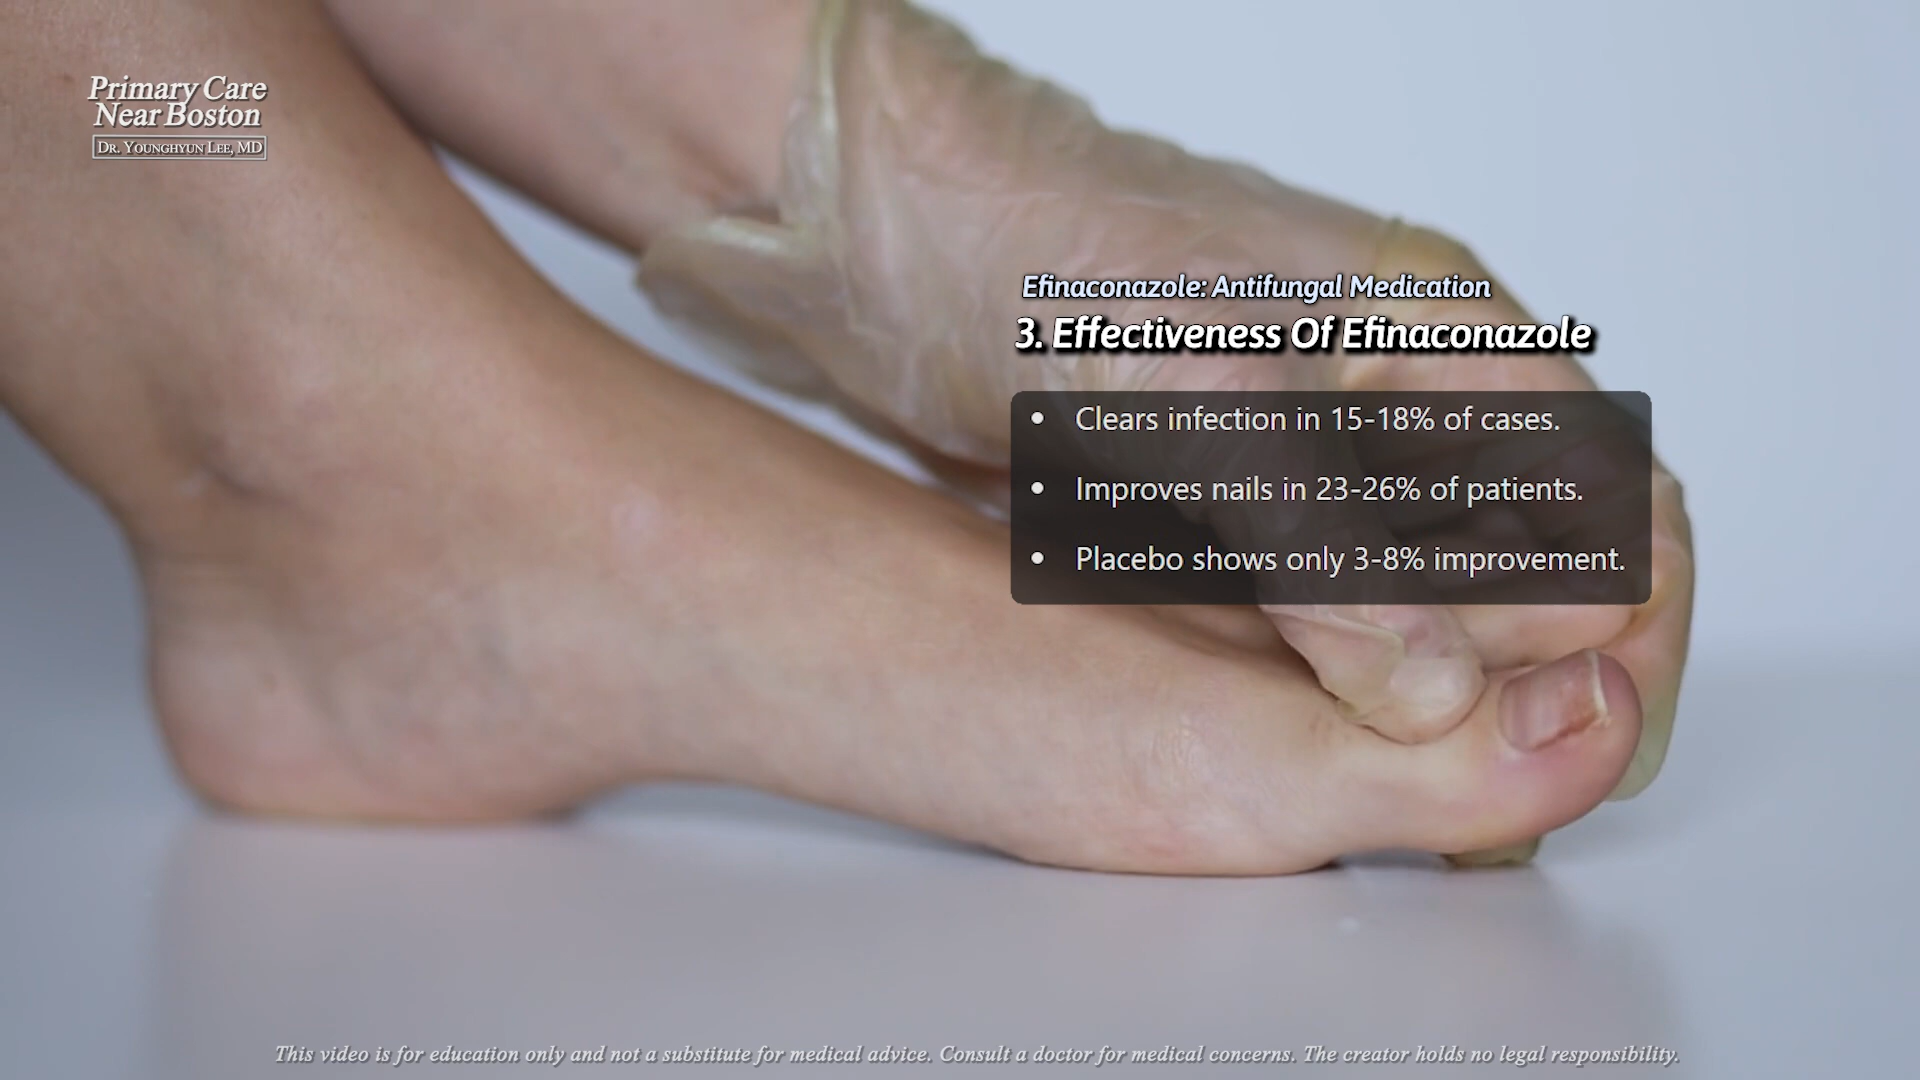 Primary Care
Near Boston
DR. YOUNGHYUN LEE, MD
Efinaconazole: Antifungal Medication
3. Effectiveness Of Efinaconazole
• Clears infection in 15-18% of cases.
• Improves nails in 23-26% of patients.
• Placebo shows only 3-8% improvement.
This video is for education only and not a substitute for medical advice. Consult a doctor for medical concerns. The creator holds no legal responsibility.